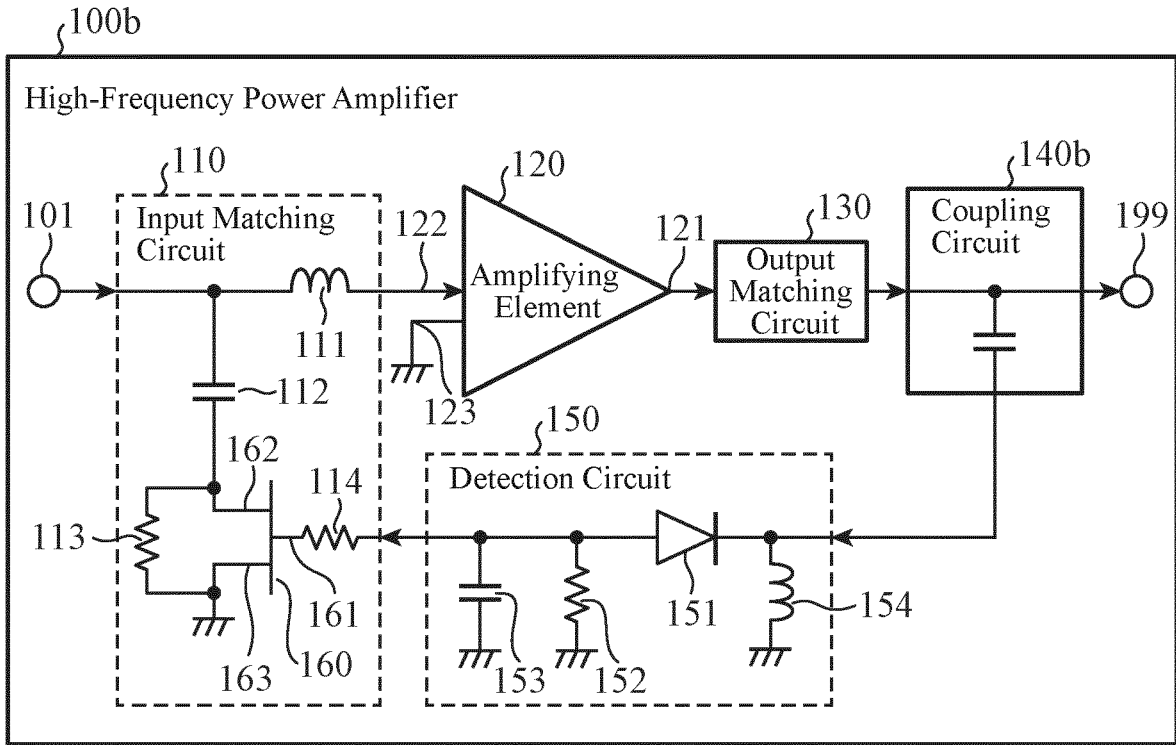 100b
High-Frequency Power Amplifier
110
120
140b
130
101
Input Matching
Circuit
122
121
Coupling
Circuit
199
Amplifying
Element
Output
Matching
Circuit
111
112
123
150
162
114
Detection Circuit
113
161
151
154
163
160
153
152